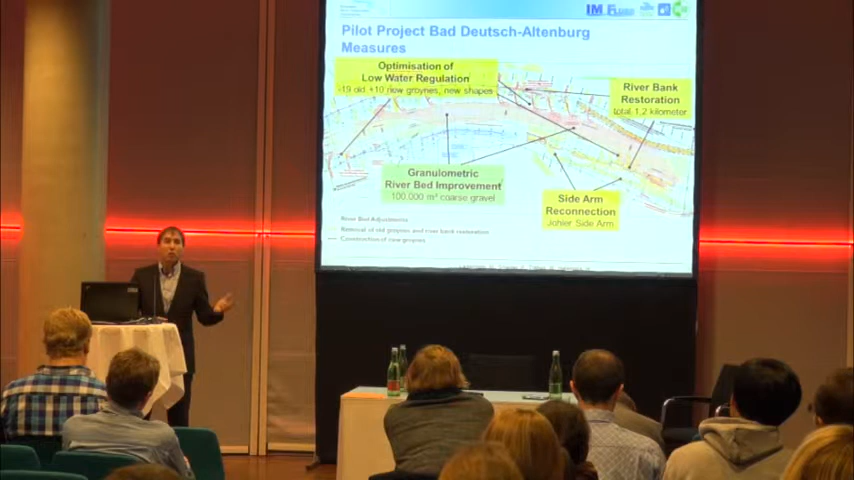 Pilot Project Bad Deutsch-Altenburg
Measures
Optimisation of
Low Water Regulation
-19 old +10 new groynes, new shapes
River Bank
Restoration
total 1.2 kilometer
Granulometric
River Bed Improvement
100.000 m³ coarse gravel
Side Arm
Reconnection
Johler Side Arm
River Bed Adjustments
Removal of old groynes and river bank restoration
Construction of new groynes